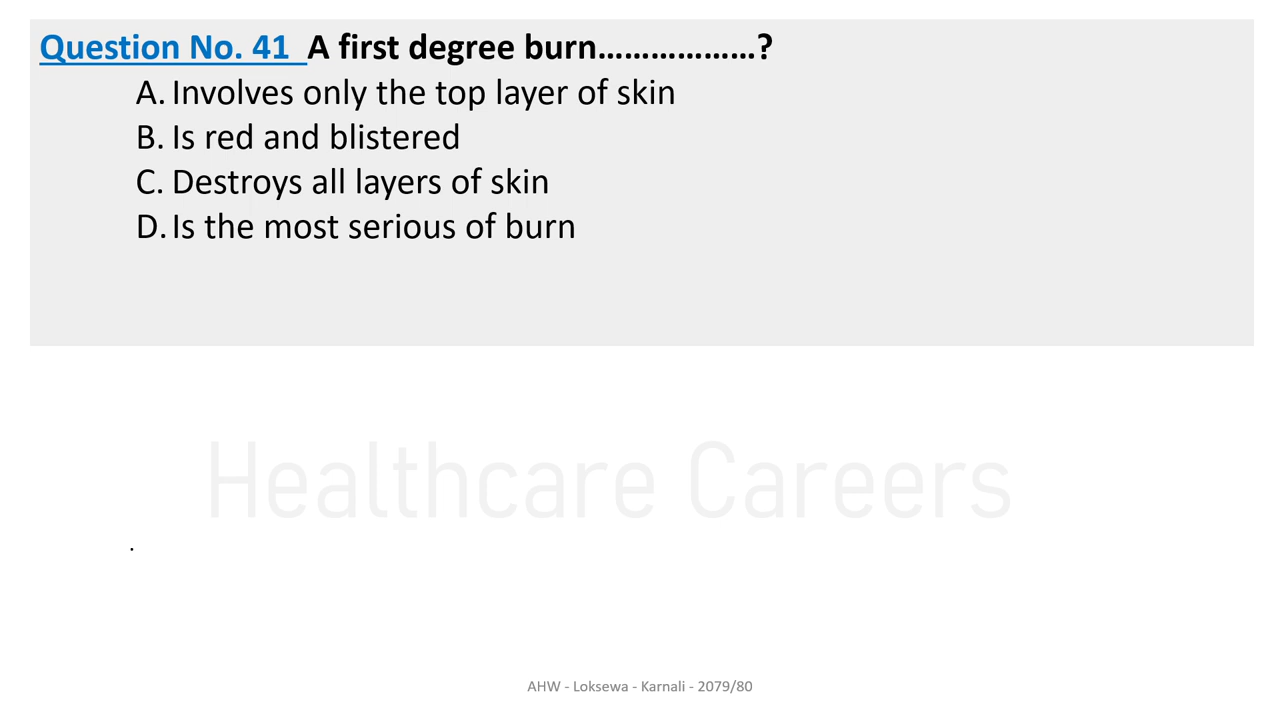 Question No. 41 A first degree burn………………?
A. Involves only the top layer of skin
B. Is red and blistered
C. Destroys all layers of skin
D. Is the most serious of burn
Healthcare Careers
.
AHW - Loksewa - Karnali - 2079/80